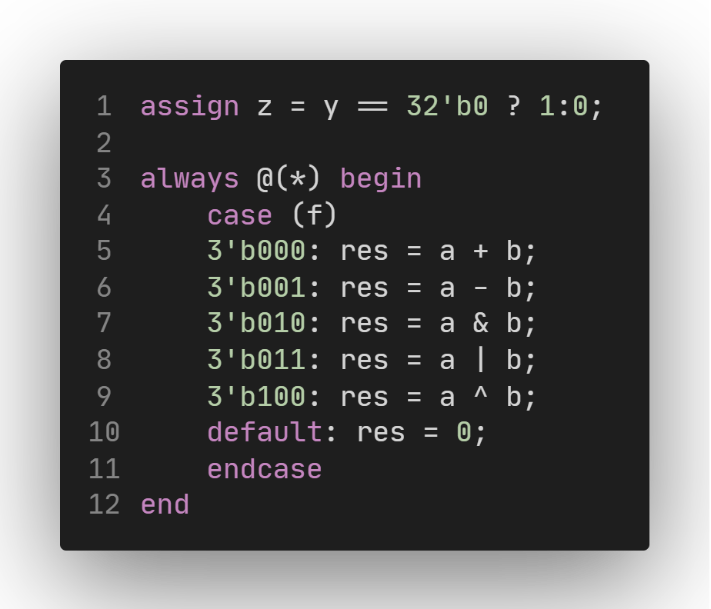 1 assign z = y == 32'b0 ? 1:0;
2
3 always @(*) begin
4     case (f)
5     3'b000: res = a + b;
6     3'b001: res = a - b;
7     3'b010: res = a & b;
8     3'b011: res = a | b;
9     3'b100: res = a ^ b;
10     default: res = 0;
11     endcase
12 end